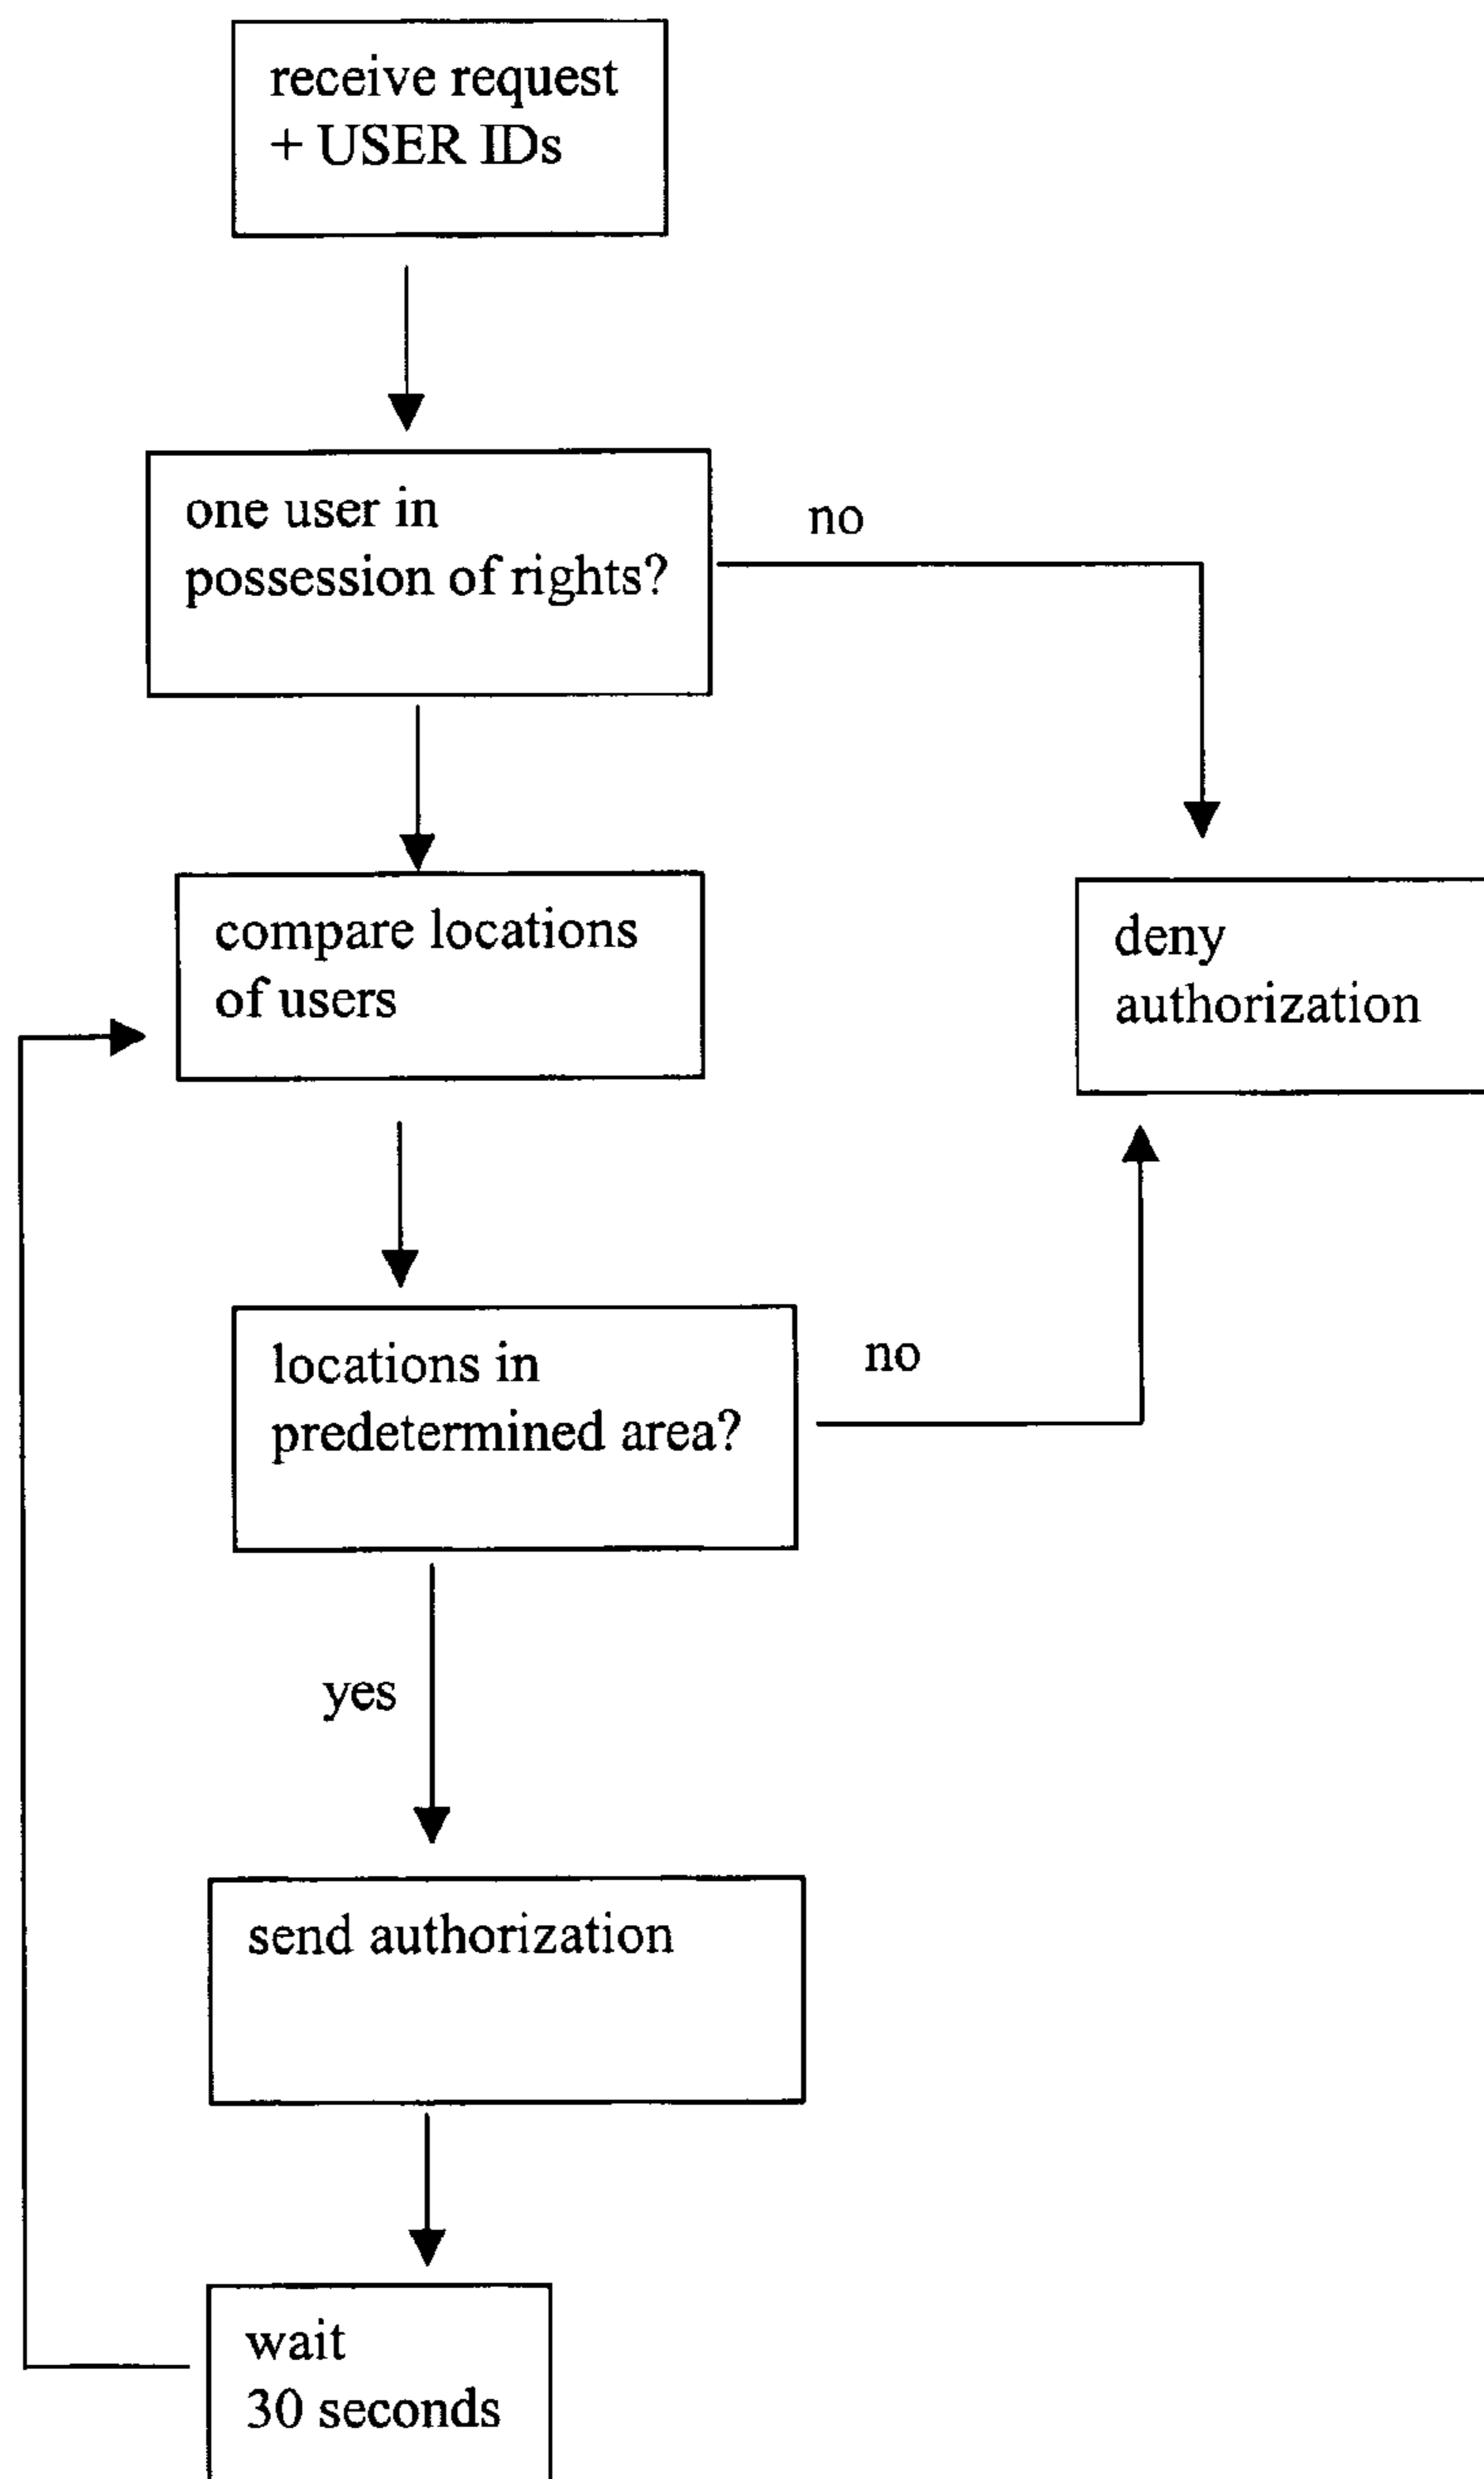 receive request
+ USER IDs
one user in
possession of rights?
no
compare locations
of users
deny
authorization
locations in
predetermined area?
no
yes
send authorization
wait
30 seconds